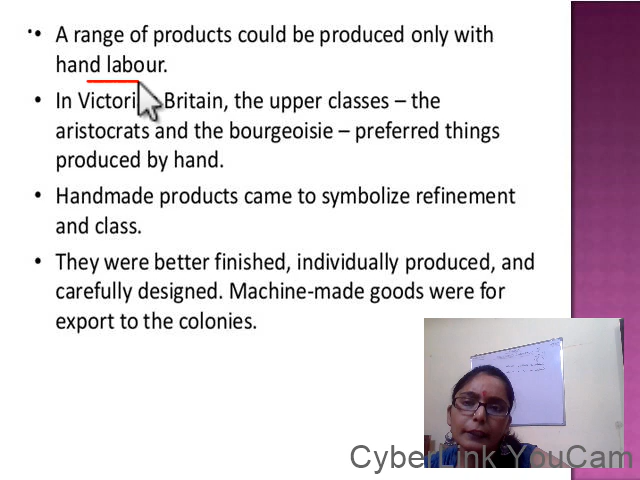 • A range of products could be produced only with
hand labour.
• In Victoria Britain, the upper classes – the
aristocrats and the bourgeoisie – preferred things
produced by hand.
• Handmade products came to symbolize refinement
and class.
• They were better finished, individually produced, and
carefully designed. Machine-made goods were for
export to the colonies.
CyberLink YouCam